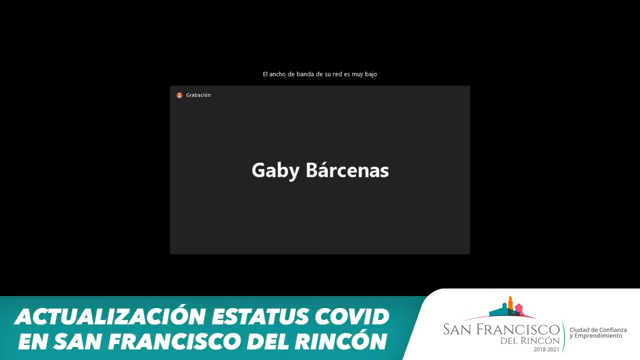 El ancho de banda de su red es muy bajo
Grabación
Gaby Bárcenas
ACTUALIZACIÓN ESTATUS COVID
EN SAN FRANCISCO DEL RINCÓN
SAN FRANCISCO
DEL RINCÓN
2018-2021
Ciudad de Confianza
y Emprendimiento